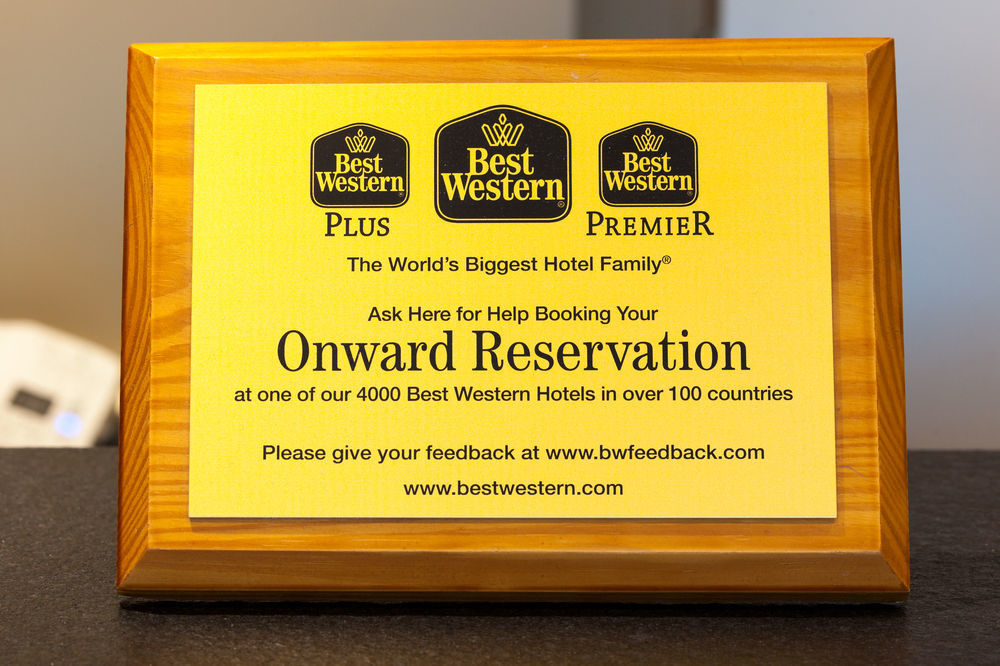 Best Western
PLUS
Best Western®
Best Western
PREMIER
The World's Biggest Hotel Family®
Ask Here for Help Booking Your
Onward Reservation
at one of our 4000 Best Western Hotels in over 100 countries
Please give your feedback at www.bwfeedback.com
www.bestwestern.com